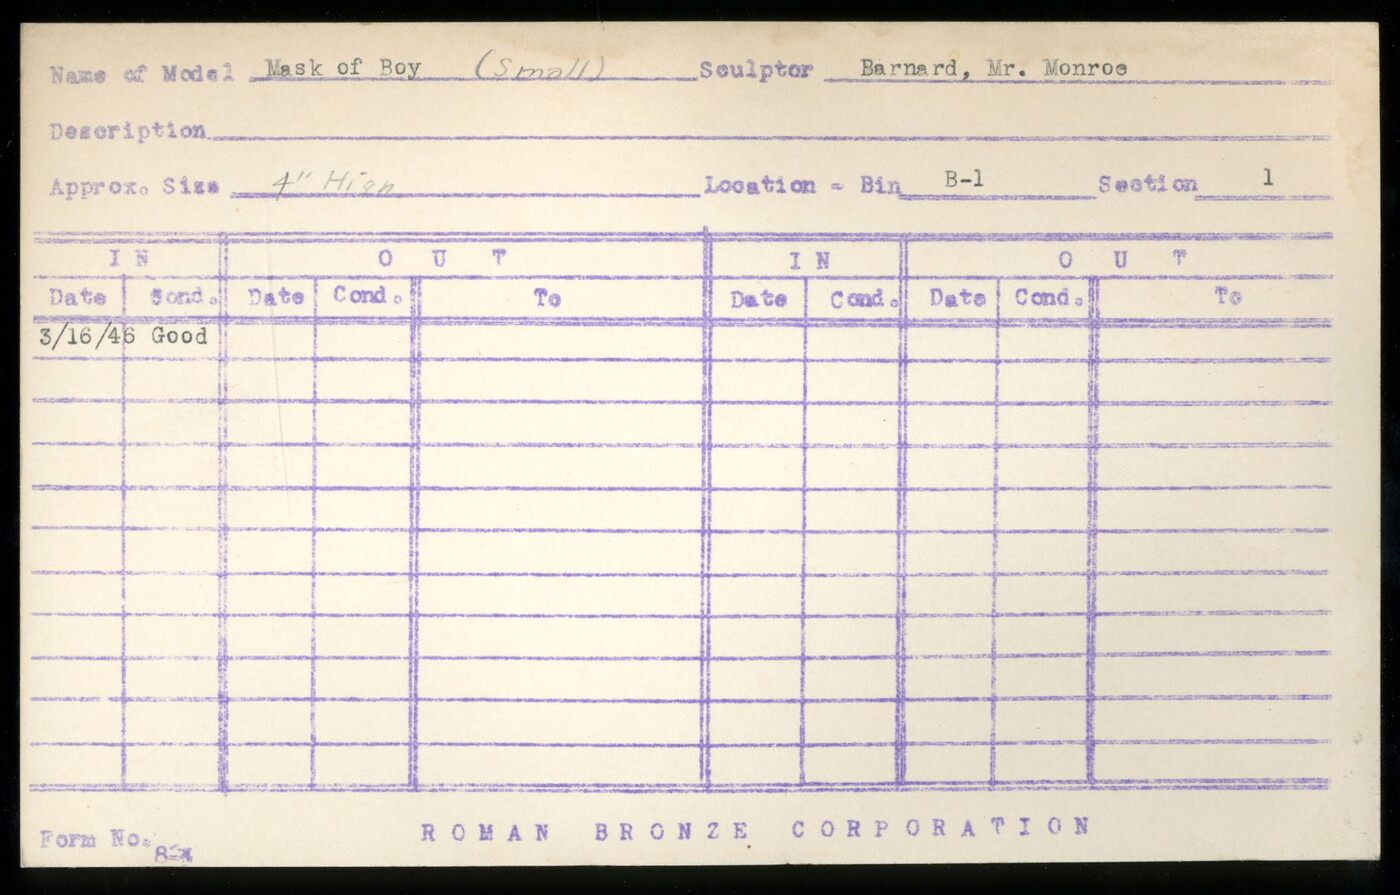 Name of Model Mask of Boy (Small) Sculptor Barnard, Mr. Monroe
Description
Approx. Size 4" High Location - Bin B-1 Section 1
IN OUT IN OUT
Date Cond. Date Cond. To Date Cond. Date Cond. To
3/16/46 Good
Form No. ROMAN BRONZE CORPORATION